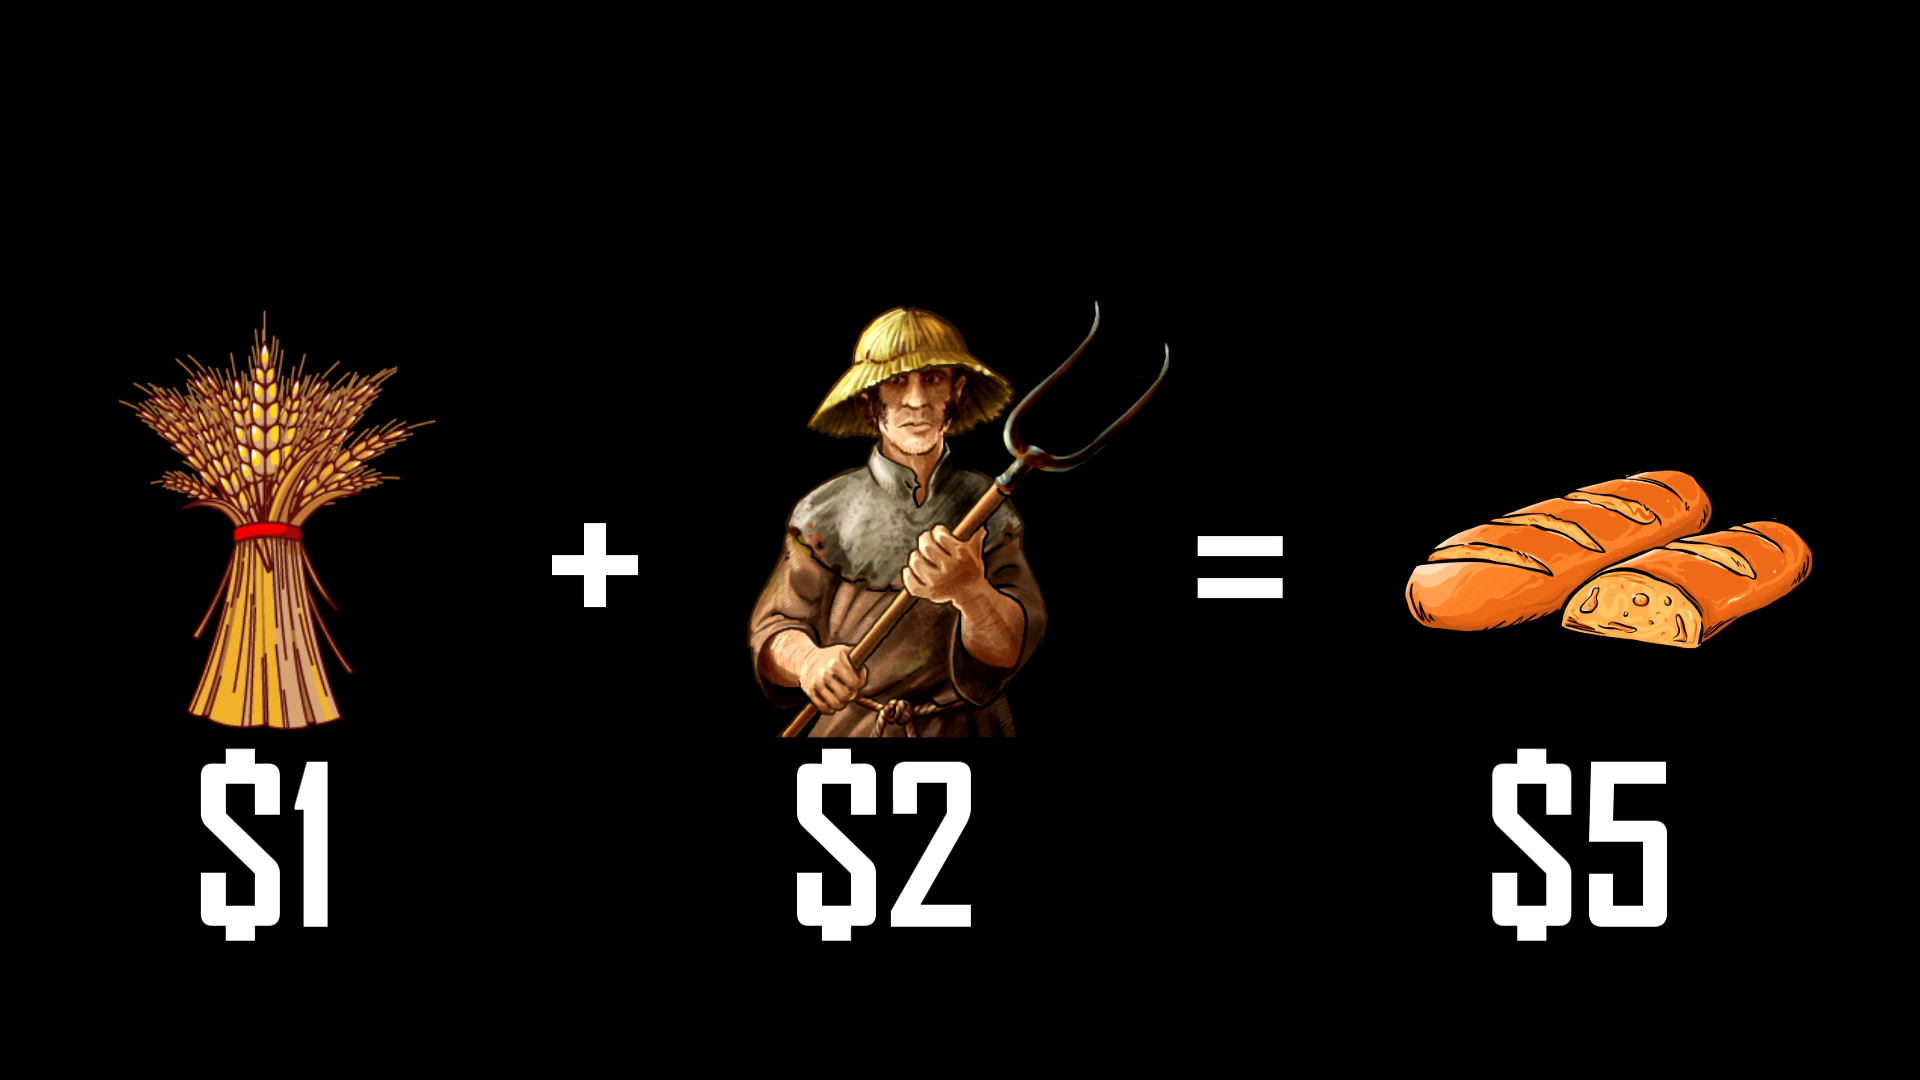 + =
$1 $2 $5